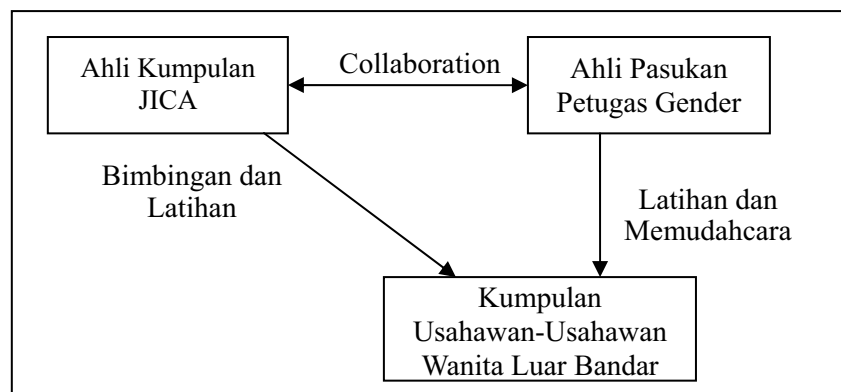 Ahli Kumpulan
JICA
Collaboration
Ahli Pasukan
Petugas Gender
Bimbingan dan
Latihan
Latihan dan
Memudahcara
Kumpulan
Usahawan-Usahawan
Wanita Luar Bandar